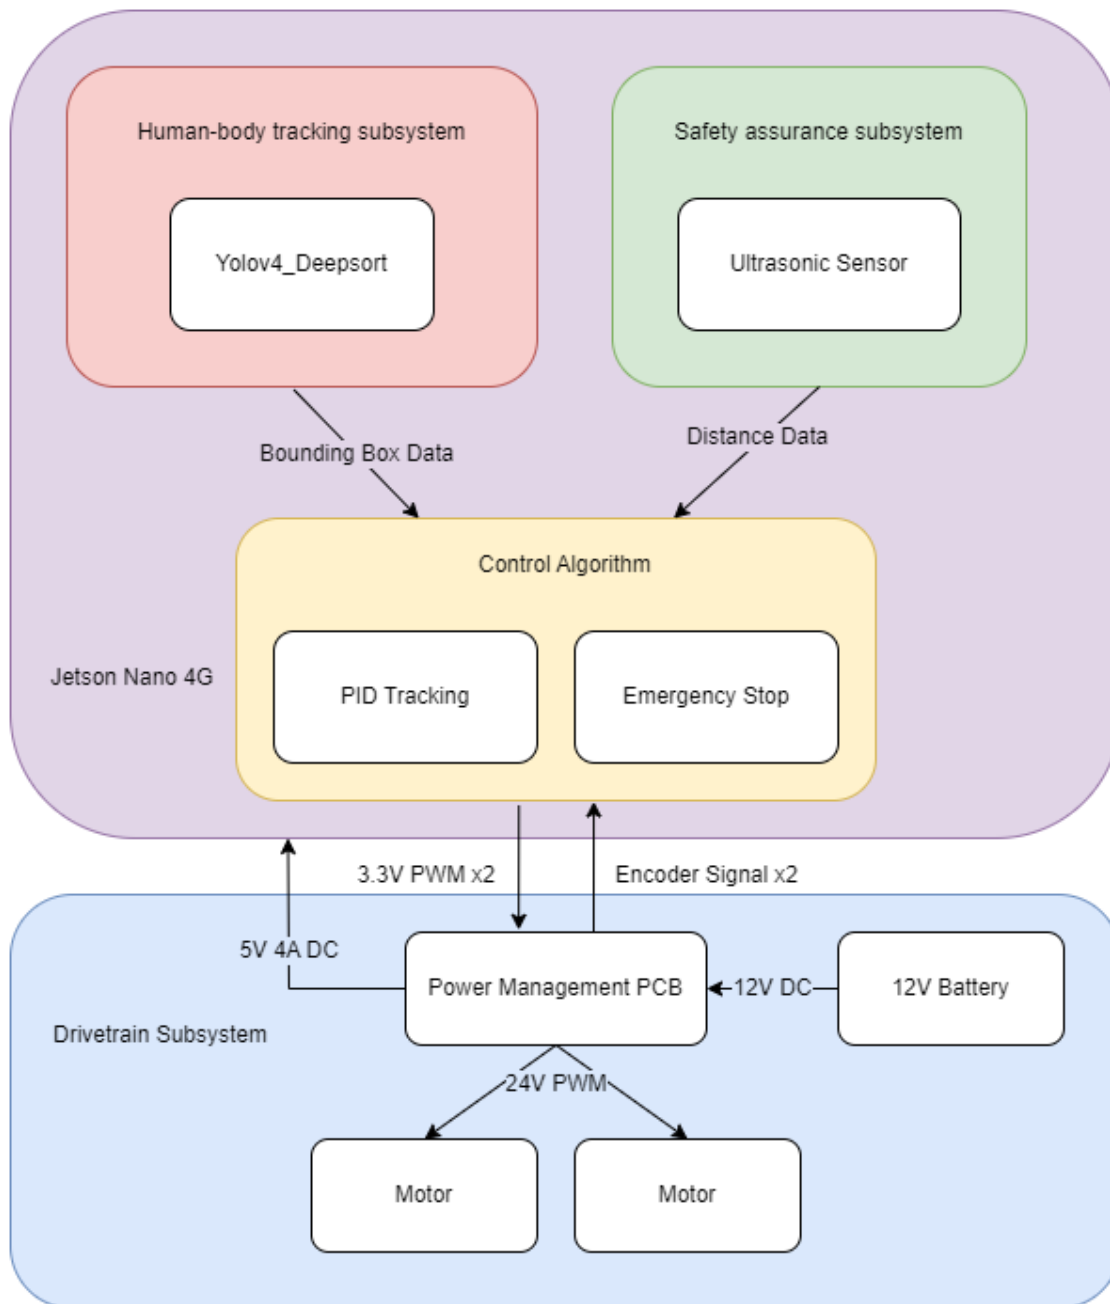 Human-body tracking subsystem
Safety assurance subsystem
Yolov4_Deepsort
Ultrasonic Sensor
Bounding Box Data
Distance Data
Control Algorithm
Jetson Nano 4G
PID Tracking
Emergency Stop
3.3V PWM x2
Encoder Signal x2
5V 4A DC
Power Management PCB
12V DC
12V Battery
Drivetrain Subsystem
24V PWM
Motor
Motor